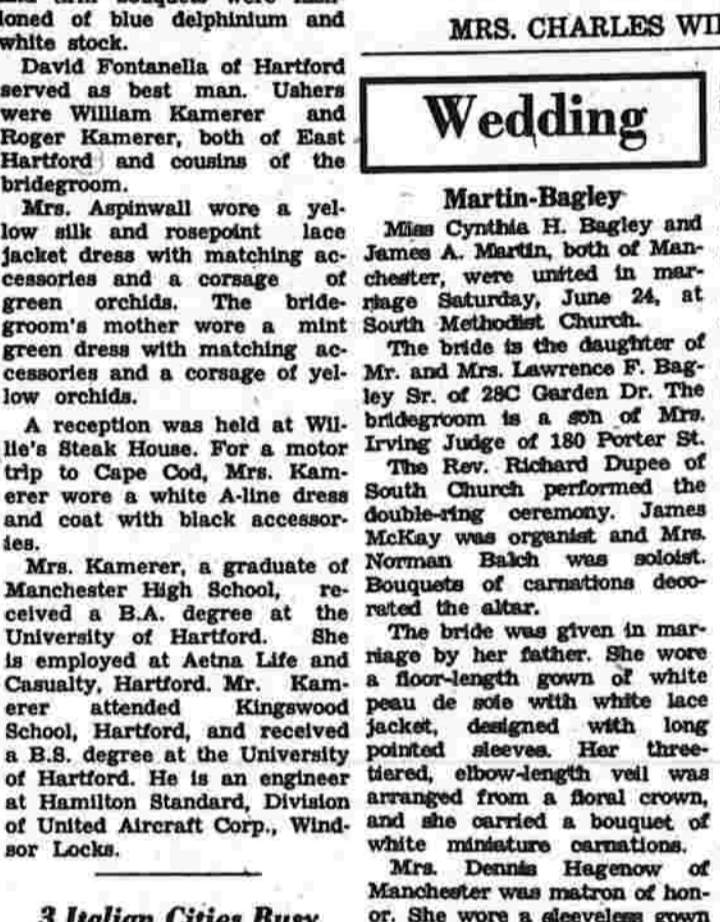 ioned of blue delphinium and
white stock.
David Fontanella of Hartford
served as best man. Ushers
were William Kamerer and
Roger Kamerer, both of East
Hartford and cousins of the
bridegroom.
Mrs. Aspinwall wore a yel-
low silk and rosepoint lace
jacket dress with matching ac-
cessories and a corsage of
green orchids. The bride-
groom's mother wore a mint
green dress with matching ac-
cessories and a corsage of yel-
low orchids.
A reception was held at Wil-
lie's Steak House. For a motor
trip to Cape Cod, Mrs. Kam-
erer wore a white A-line dress
and coat with black accessor-
ies.
Mrs. Kamerer, a graduate of
Manchester High School, re-
ceived a B.A. degree at the
University of Hartford. She
is employed at Aetna Life and
Casualty, Hartford. Mr. Kam-
erer attended Kingswood
School, Hartford, and received
a B.S. degree at the University
of Hartford. He is an engineer
at Hamilton Standard, Division
of United Aircraft Corp., Wind-
sor Locks.
3 Italian Cities Busy
MRS. CHARLES WIL
Wedding
Martin-Bagley
Miss Cynthia H. Bagley and
James A. Martin, both of Man-
chester, were united in mar-
riage Saturday, June 24, at
South Methodist Church.
The bride is the daughter of
Mr. and Mrs. Lawrence F. Bag-
ley Sr. of 28C Garden Dr. The
bridegroom is a son of Mrs.
Irving Judge of 180 Porter St.
The Rev. Richard Dupee of
South Church performed the
double-ring ceremony. James
McKay was organist and Mrs.
Norman Balch was soloist.
Bouquets of carnations deco-
rated the altar.
The bride was given in mar-
riage by her father. She wore
a floor-length gown of white
peau de soie with white lace
jacket, designed with long
pointed sleeves. Her three-
tiered, elbow-length veil was
arranged from a floral crown,
and she carried a bouquet of
white miniature carnations.
Mrs. Dennis Hagenow of
Manchester was matron of hon-
or. She wore a sleeveless gown